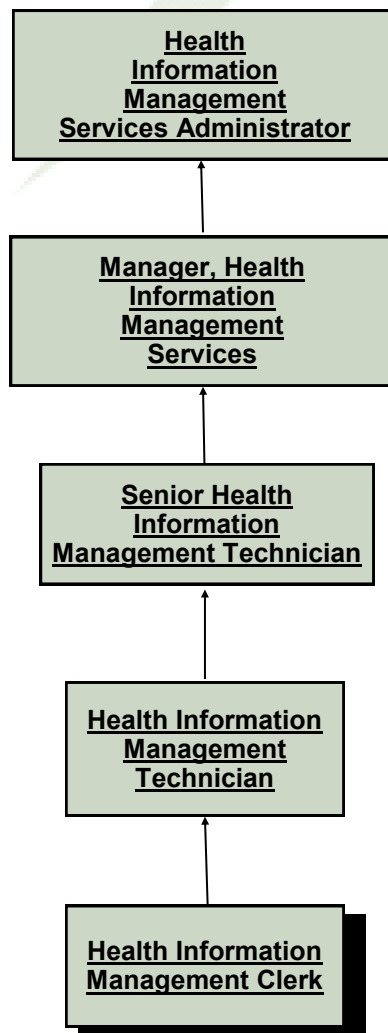 Health
Information
Management
Services Administrator
Manager, Health
Information
Management
Services
Senior Health
Information
Management Technician
Health Information
Management
Technician
Health Information
Management Clerk